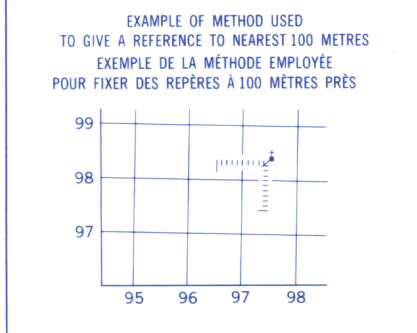 EXAMPLE OF METHOD USED
TO GIVE A REFERENCE TO NEAREST 100 METRES
EXEMPLE DE LA MÉTHODE EMPLOYÉE
POUR FIXER DES REPÈRES À 100 MÈTRES PRÈS
99
98
97
95 96 97 98